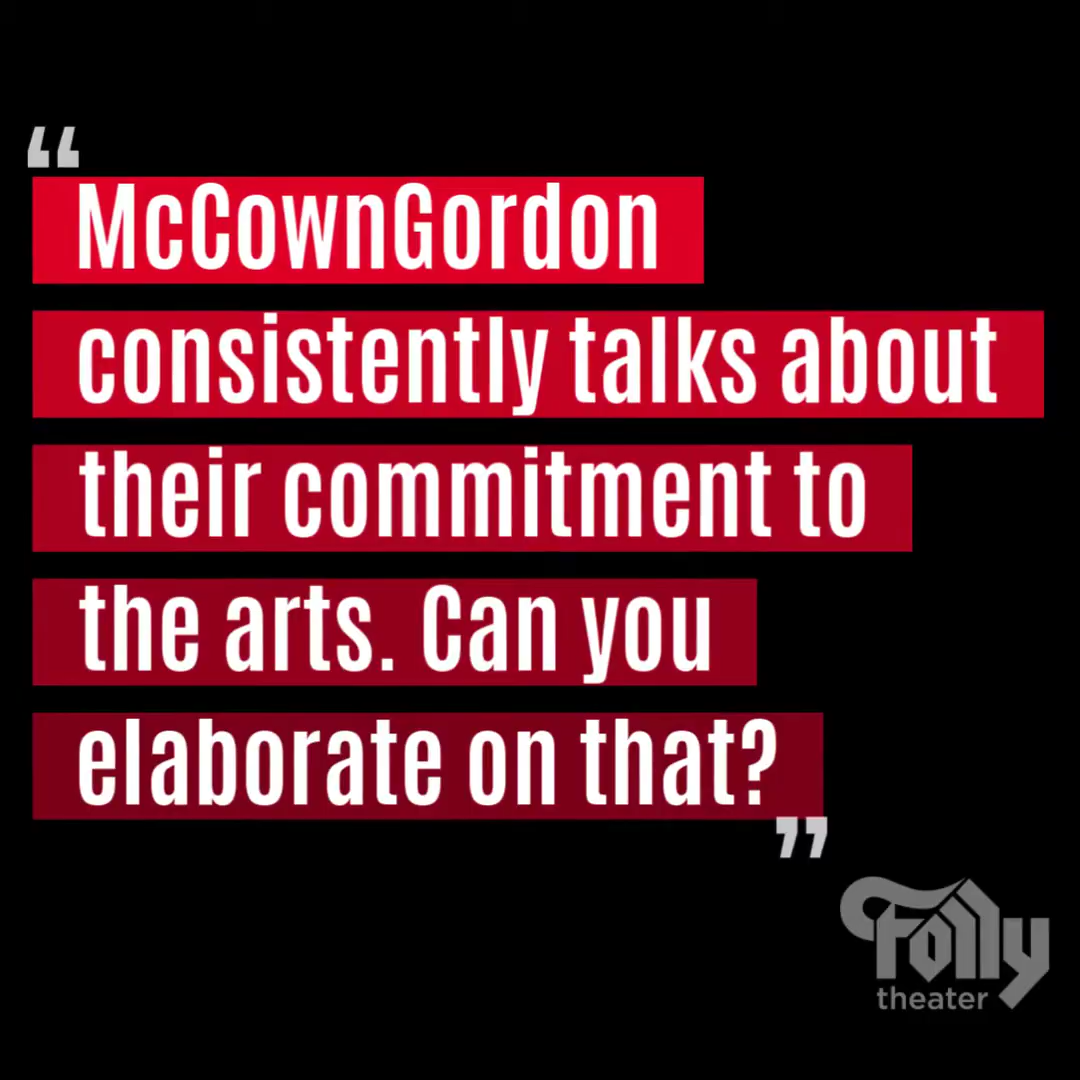 “
McCownGordon
consistently talks about
their commitment to
the arts. Can you
elaborate on that?
”
Folly
theater